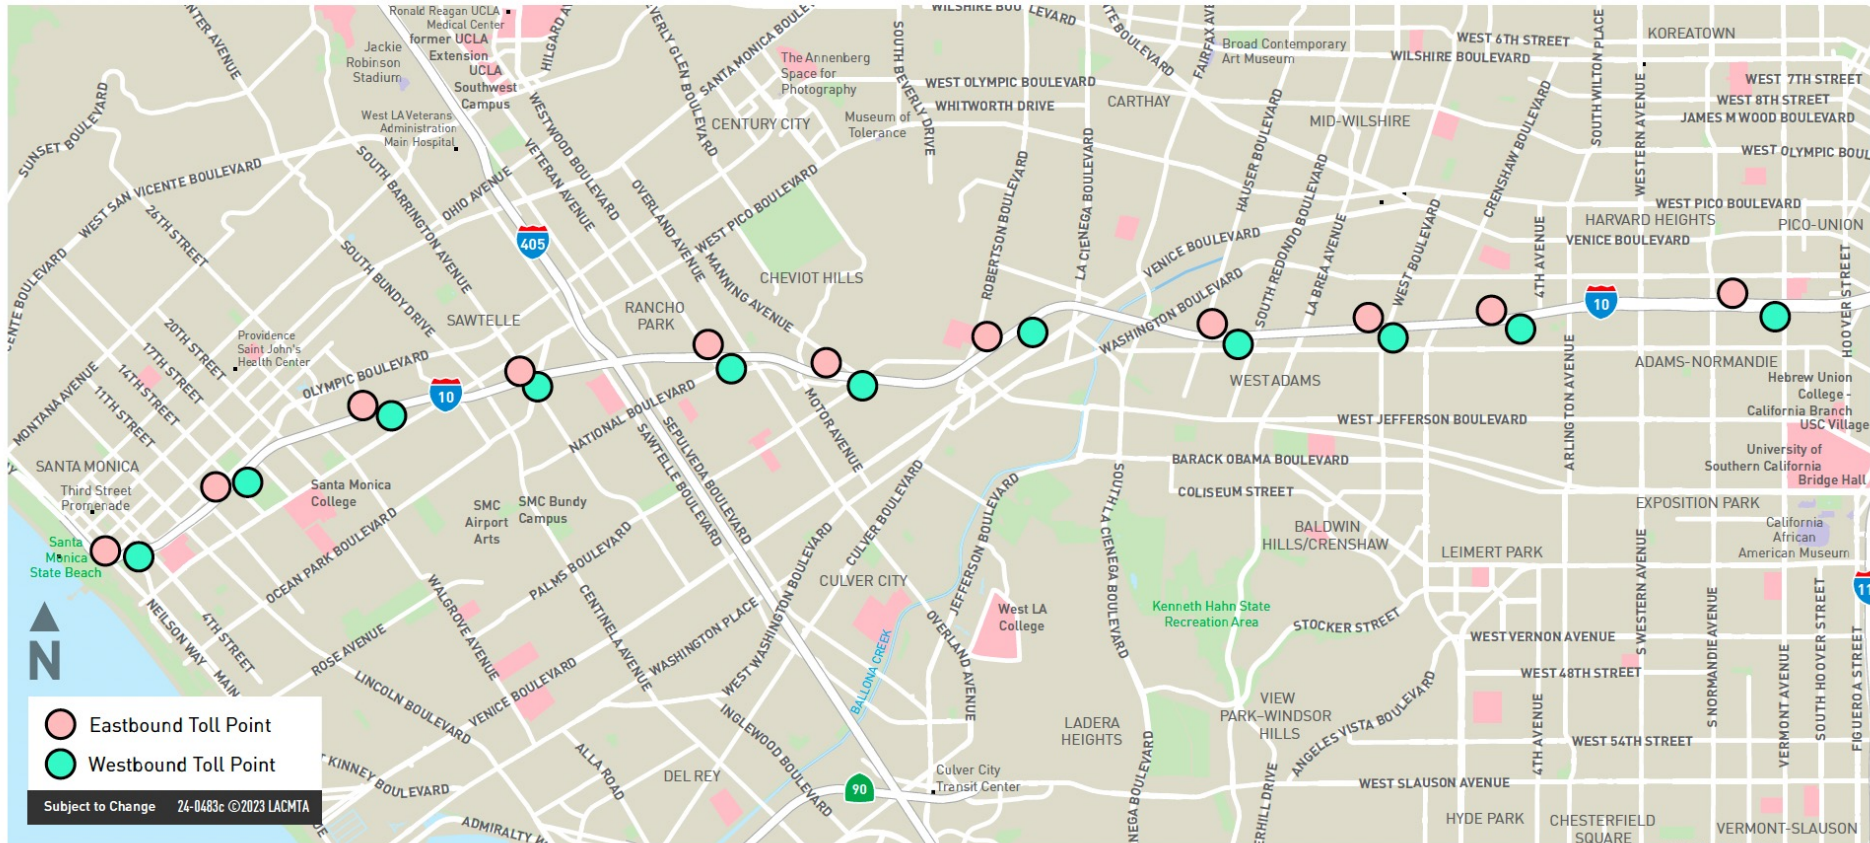 Ronald Reagan UCLA
Medical Center
former UCLA
Extension
UCLA
Southwest
Campus
Jackie
Robinson
Stadium
West LA Veterans
Administration
Main Hospital
HILGARD AV
BEVERLY GLEN BOULEVARD
SANTA MONICA BOULEV
The Annenberg
Space for
Photography
CENTURY CITY
Museum of
Tolerance
SOUTH BEVERLY DRIVE
WILSHIRE BOU LEVARD
WEST OLYMPIC BOULEVARD
WHITWORTH DRIVE
CARTHAY
FAIRFAX AVE
Broad Contemporary
Art Museum
WEST 6TH STREET
WILSHIRE BOULEVARD
MID-WILSHIRE
SOUTH WILTON PLACE
KOREATOWN
WEST 7TH STREET
WEST 8TH STREET
JAMES M WOOD BOULEVARD
WEST OLYMPIC BOUL
WESTERN AVENUE
SUNSET BOULEVARD
WEST SAN VICENTE BOULEVARD
26TH STREET
SOUTH BARRINGTON AVENUE
OHIO AVENUE
VETERAN AVENUE
WESTWOOD BOULEVARD
OVERLAND AVENUE
WEST PICO BOULEVARD
MANNING AVENUE
CHEVIOT HILLS
ROBERTSON BOULEVARD
LA CIENEGA BOULEVARD
VENICE BOULEVARD
WASHINGTON BOULEVARD
HAUSER BOULEVARD
SOUTH REDONDO BOULEVARD
LA BREA AVENUE
WEST BOULEVARD
CRENSHAW BOULEVARD
4TH AVENUE
WEST PICO BOULEVARD
HARVARD HEIGHTS
PICO-UNION
VENICE BOULEVARD
HOOVER STREET
405
10
SOUTH BUNDY DRIVE
SAWTELLE
RANCHO
PARK
20TH STREET
17TH STREET
14TH STREET
11TH STREET
Providence
Saint John's
Health Center
OLYMPIC BOULEVARD
10
MONTANA AVENUE
NATIONAL BOULEVARD
MOTOR AVENUE
WEST ADAMS
ADAMS-NORMANDIE
ARLINGTON AVENUE
Hebrew Union
College -
California Branch
USC Village
WEST JEFFERSON BOULEVARD
University of
Southern California
Bridge Hall
SANTA MONICA
Third Street
Promenade
Santa Monica
College
SMC
Airport
Arts
SMC Bundy
Campus
SAWTELLE BOULEVARD
SEPULVEDA BOULEVARD
CULVER BOULEVARD
BARACK OBAMA BOULEVARD
COLISEUM STREET
EXPOSITION PARK
California
African
American Museum
BALDWIN
HILLS/CRENSHAW
LEIMERT PARK
Santa
Monica
State Beach
OCEAN PARK BOULEVARD
PALMS BOULEVARD
WALGROVE AVENUE
CENTINELA AVENUE
WEST WASHINGTON BOULEVARD
CULVER CITY
JEFFERSON BOULEVARD
SOUTH LA CIENEGA BOULEVARD
West LA
College
Kenneth Hahn State
Recreation Area
STOCKER STREET
S WESTERN AVENUE
S NORMANDIE AVENUE
SOUTH HOOVER STREET
11
NEILSON WAY
4TH STREET
MAIN
ROSE AVENUE
LINCOLN BOULEVARD
VENICE BOULEVARD
WASHINGTON PLACE
BALLONA CREEK
OVERLAND AVENUE
WEST VERNON AVENUE
WEST 48TH STREET
VERMONT AVENUE
FIGUEROA STREET
N
VIEW
PARK-WINDSOR
HILLS
ANGELES VISTA BOULEVARD
4TH AVENUE
WEST 54TH STREET
LADERA
HEIGHTS
NEGA BOULEVARD
INGLEWOOD BOULEVARD
ALLA ROAD
DEL REY
90
Culver City
Transit Center
WEST SLAUSON AVENUE
HYDE PARK
CHESTERFIELD
SQUARE
VERMONT-SLAUSON
T KINNEY BOULEVARD
ADMIRALTY W
ERHILL DRIVE
Eastbound Toll Point
Westbound Toll Point
Subject to Change 24-0483c ©2023 LACMTA